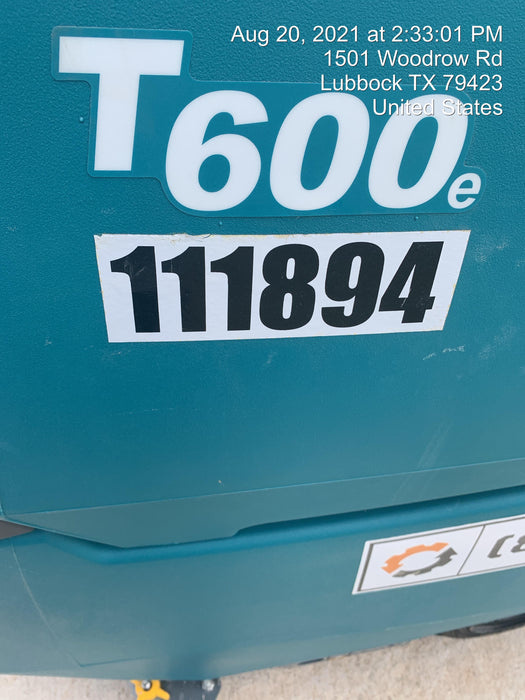 Aug 20, 2021 at 2:33:01 PM
1501 Woodrow Rd
Lubbock TX 79423
United States
T600e
111894